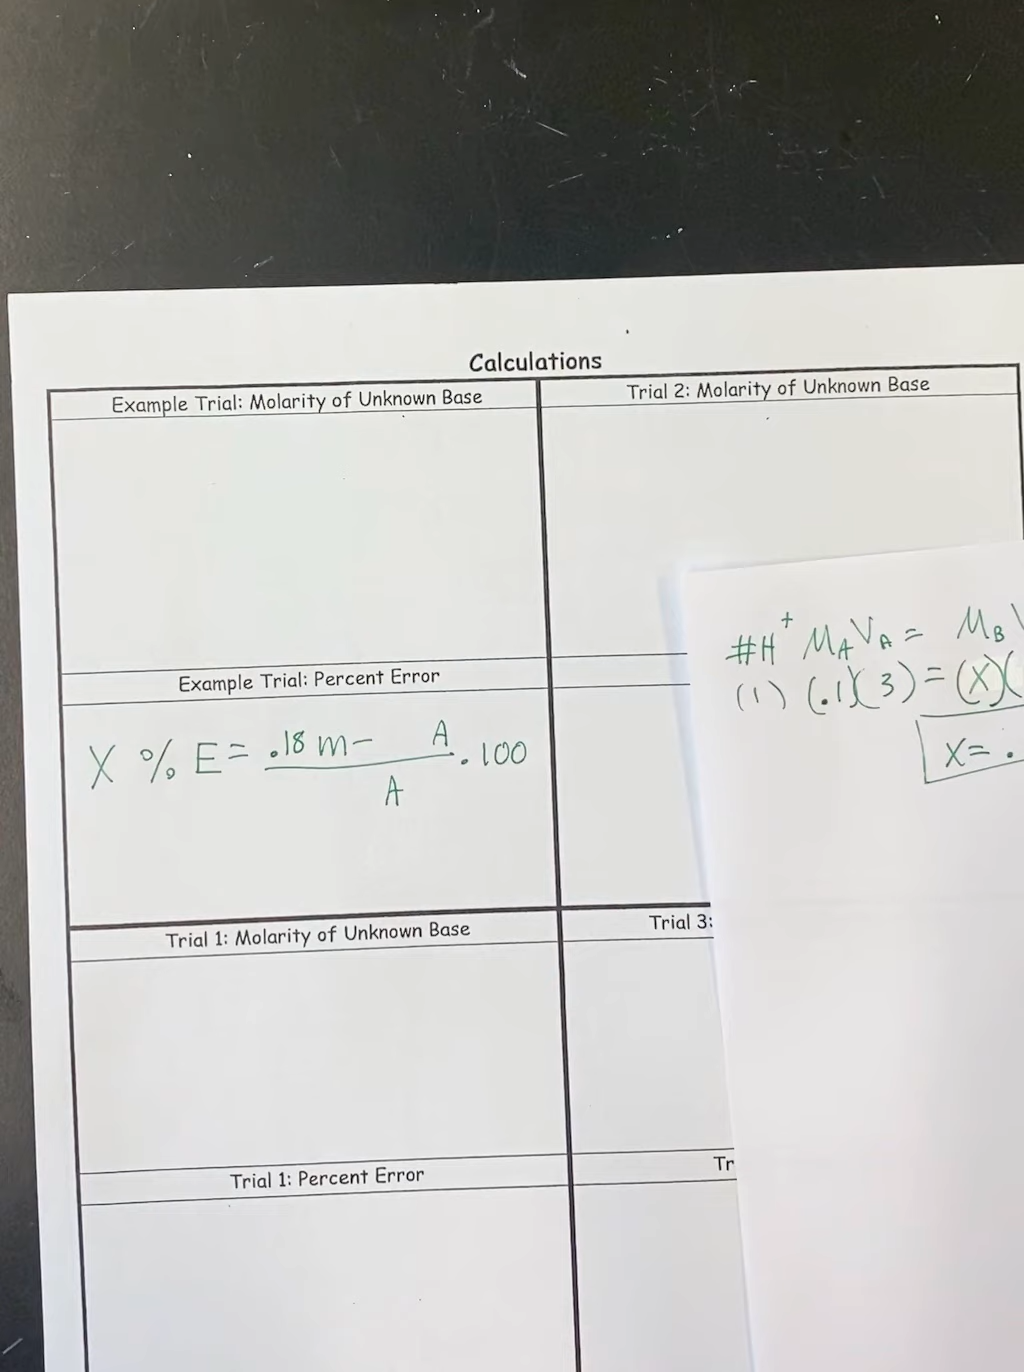 Calculations
Example Trial: Molarity of Unknown Base
Trial 2: Molarity of Unknown Base
Example Trial: Percent Error
X % E = .18 m - A
A
. 100
Trial 1: Molarity of Unknown Base
Trial 3:
Trial 1: Percent Error
Tr
#H+ MAVA = MB
(1) (.1)(3) = (X)(
X= .